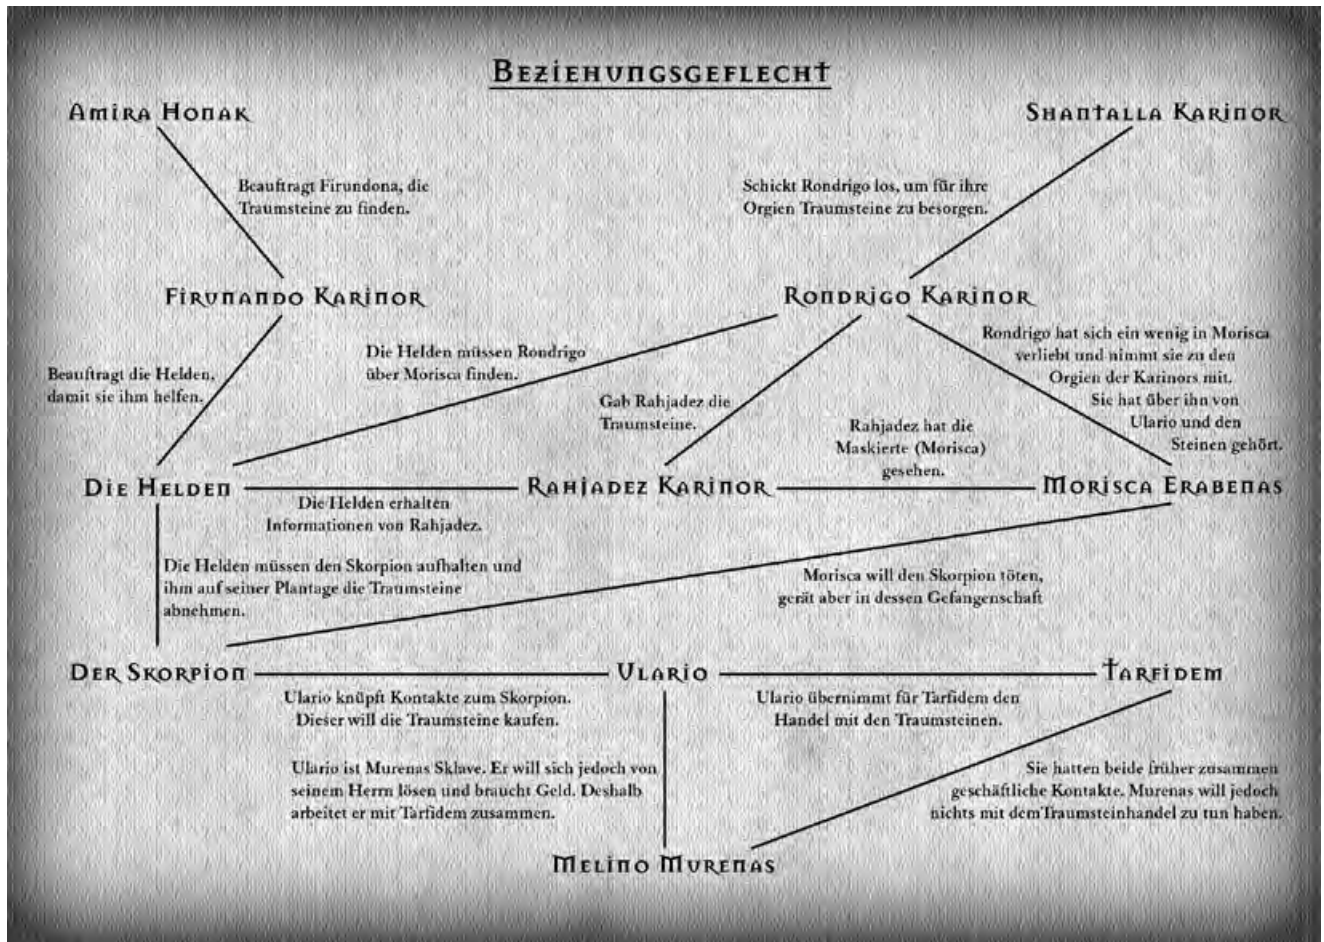 Beziehungsgeflecht
Amira Honak
Shantalla Karinor
Beauftragt Firundona, die
Traumsteine zu finden.
Schickt Rondrigo los, um für ihre
Orgien Traumsteine zu besorgen.
Firunando Karinor
Rondrigo Karinor
Beauftragt die Helden,
damit sie ihm helfen.
Die Helden müssen Rondrigo
über Morisca finden.
Gab Rahjadez die
Traumsteine.
Rondrigo hat sich ein wenig in Morisca
verliebt und nimmt sie zu den
Orgien der Karinors mit.
Sie hat über ihn von
Ulario und den
Steinen gehört.
Rahjadez hat die
Maskierte (Morisca)
gesehen.
Die Helden
Rahjadez Karinor
Morisca Erabenas
Die Helden erhalten
Informationen von Rahjadez.
Die Helden müssen den Skorpion aufhalten und
ihm auf seiner Plantage die Traumsteine
abnehmen.
Morisca will den Skorpion töten,
gerät aber in dessen Gefangenschaft
Der Skorpion
Ulario
Tarfidem
Ulario knüpft Kontakte zum Skorpion.
Dieser will die Traumsteine kaufen.
Ulario übernimmt für Tarfidem den
Handel mit den Traumsteinen.
Ulario ist Murenas Sklave. Er will sich jedoch von
seinem Herrn lösen und braucht Geld. Deshalb
arbeitet er mit Tarfidem zusammen.
Sie hatten beide früher zusammen
geschäftliche Kontakte. Murenas will jedoch
nichts mit dem Traumsteinhandel zu tun haben.
Melino Murenas